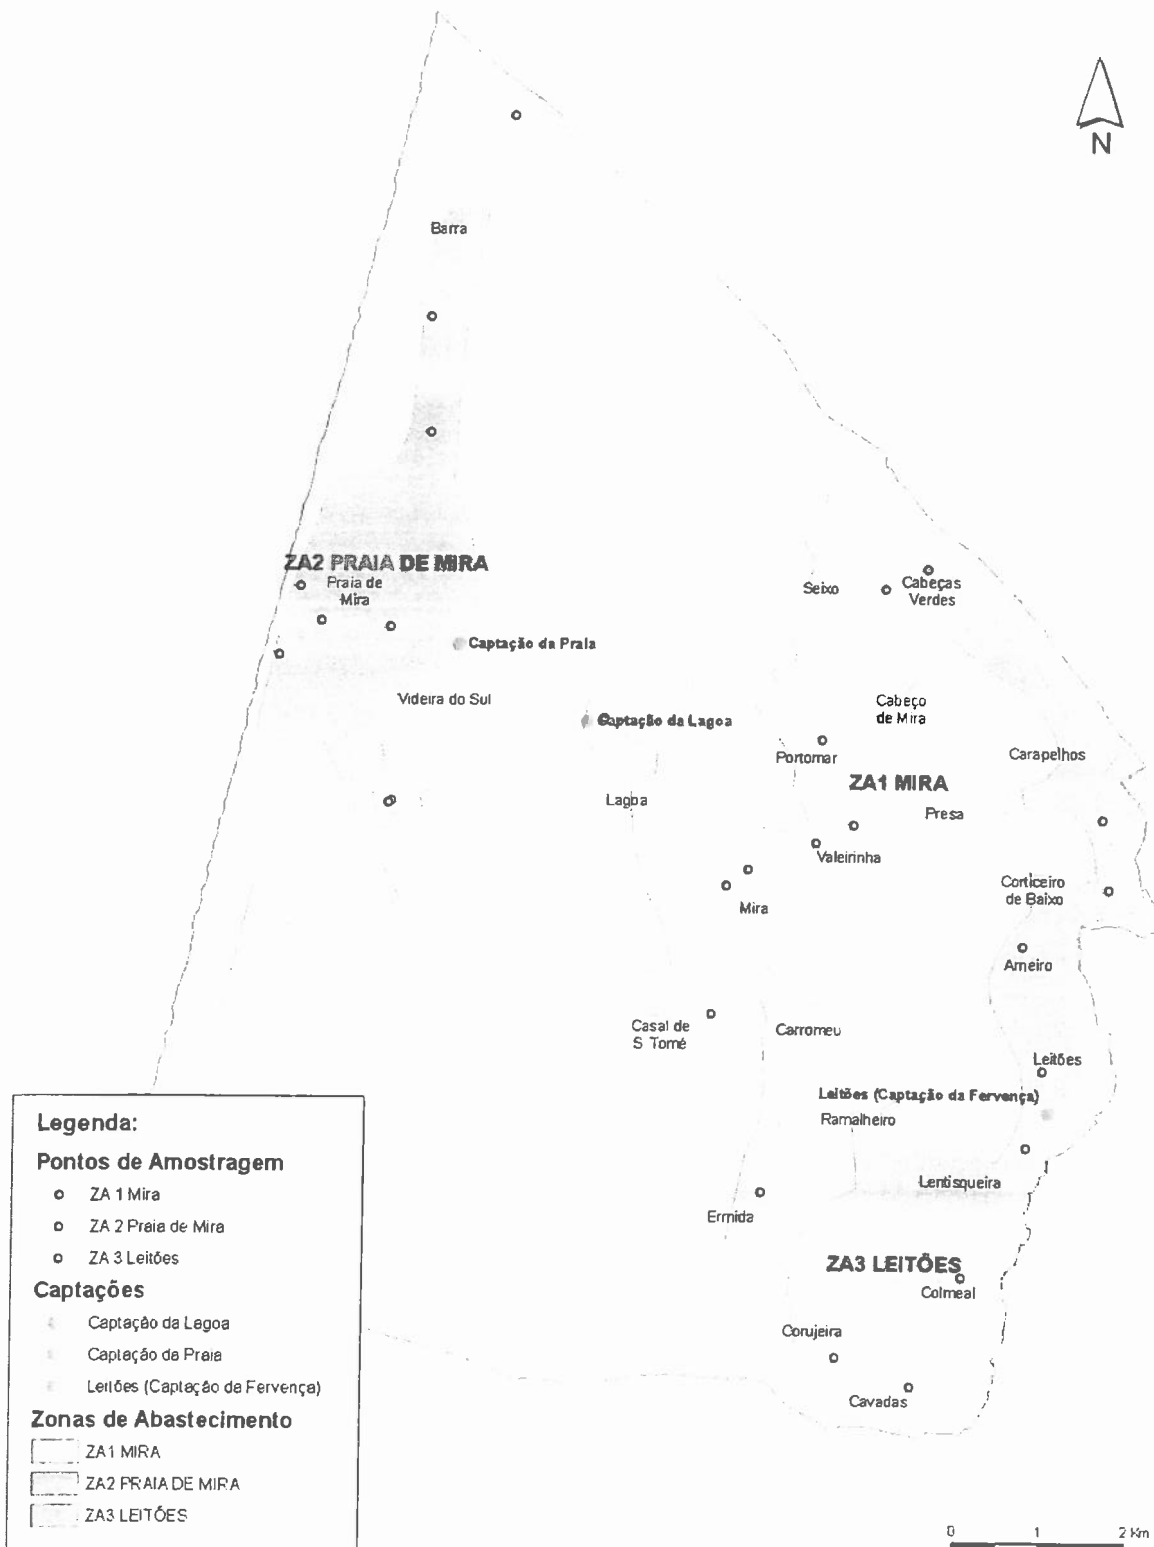 N
Barra
ZA2 PRAIA DE MIRA
Praia de
Mira
Seixo
Cabeças
Verdes
Captação da Praia
Videira do Sul
Cabeço
de Mira
Captação da Lagoa
Portomar
Carapelhos
ZA1 MIRA
Lagoa
Presa
Valeirinha
Corticeiro
de Baixo
Mira
Arneiro
Casal de
S Tomé
Carromeu
Leitões
Leitões (Captação da Fervença)
Ramalheiro
Lentisqueira
Ermida
ZA3 LEITÕES
Colmeal
Corujeira
Cavadas
Legenda:
Pontos de Amostragem
ZA 1 Mira
ZA 2 Praia de Mira
ZA 3 Leitões
Captações
Captação da Lagoa
Captação da Praia
Leitões (Captação da Fervença)
Zonas de Abastecimento
ZA1 MIRA
ZA2 PRAIA DE MIRA
ZA3 LEITÕES
0 1 2 Km